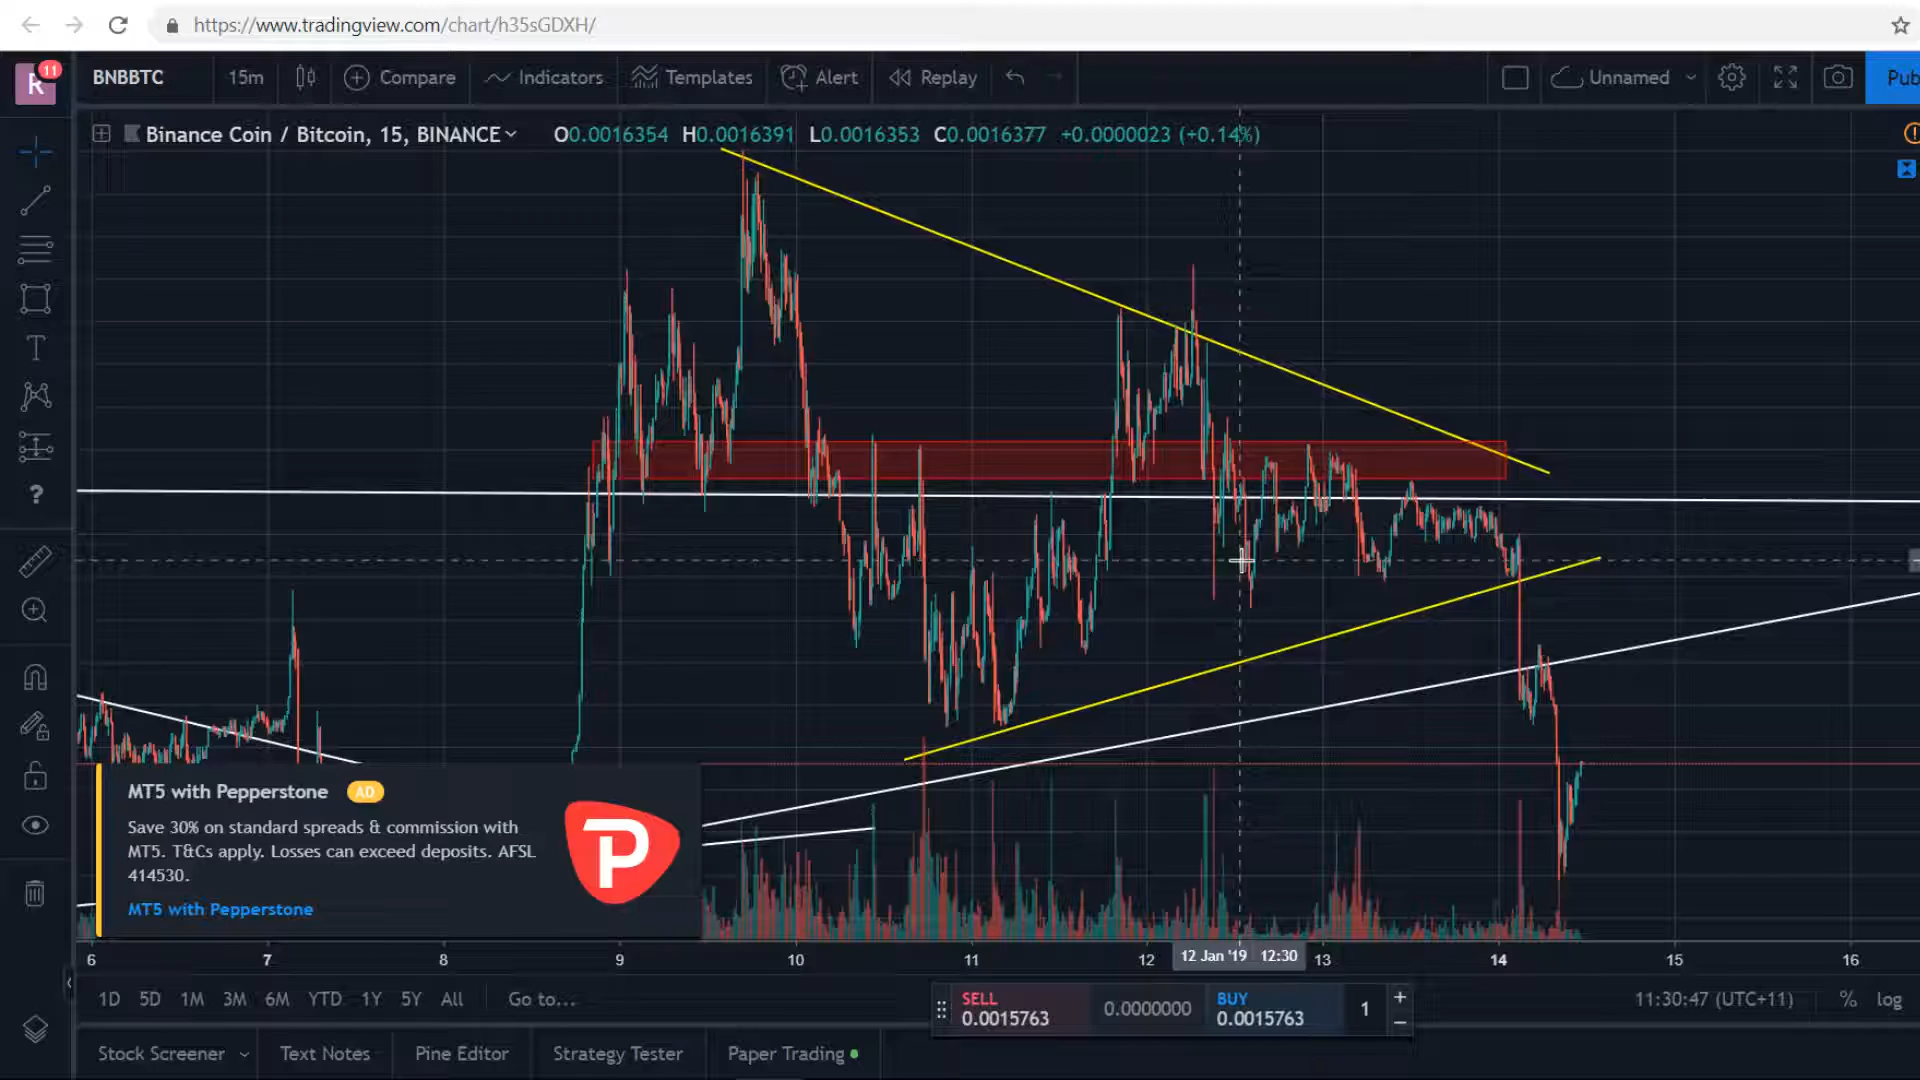 https://www.tradingview.com/chart/h35sGDXH/
R 11 BNBBTC 15m Compare Indicators Templates Alert Replay Unnamed Pub
Binance Coin / Bitcoin, 15, BINANCE O0.0016354 H0.0016391 L0.0016353 C0.0016377 +0.0000023 (+0.14%)
T
?
MT5 with Pepperstone AD
Save 30% on standard spreads & commission with
MT5. T&Cs apply. Losses can exceed deposits. AFSL
414530.
MT5 with Pepperstone
P
6 7 8 9 10 11 12 12 Jan '19 12:30 13 14 15 16
1D 5D 1M 3M 6M YTD 1Y 5Y All Go to... 11:30:47 (UTC+11) % log
SELL 0.0000000 BUY 1 + −
0.0015763 0.0015763
Stock Screener Text Notes Pine Editor Strategy Tester Paper Trading